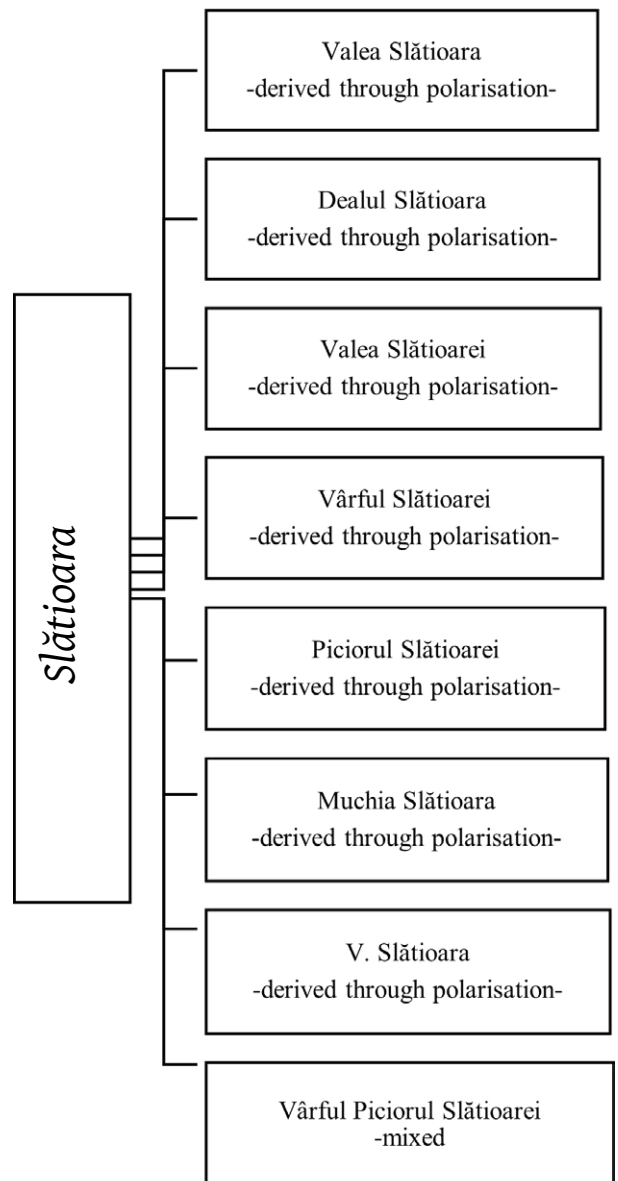 Slătioara
Valea Slătioara
-derived through polarisation-
Dealul Slătioara
-derived through polarisation-
Valea Slătioarei
-derived through polarisation-
Vârful Slătioarei
-derived through polarisation-
Piciorul Slătioarei
-derived through polarisation-
Muchia Slătioara
-derived through polarisation-
V. Slătioara
-derived through polarisation-
Vârful Piciorul Slătioarei
-mixed